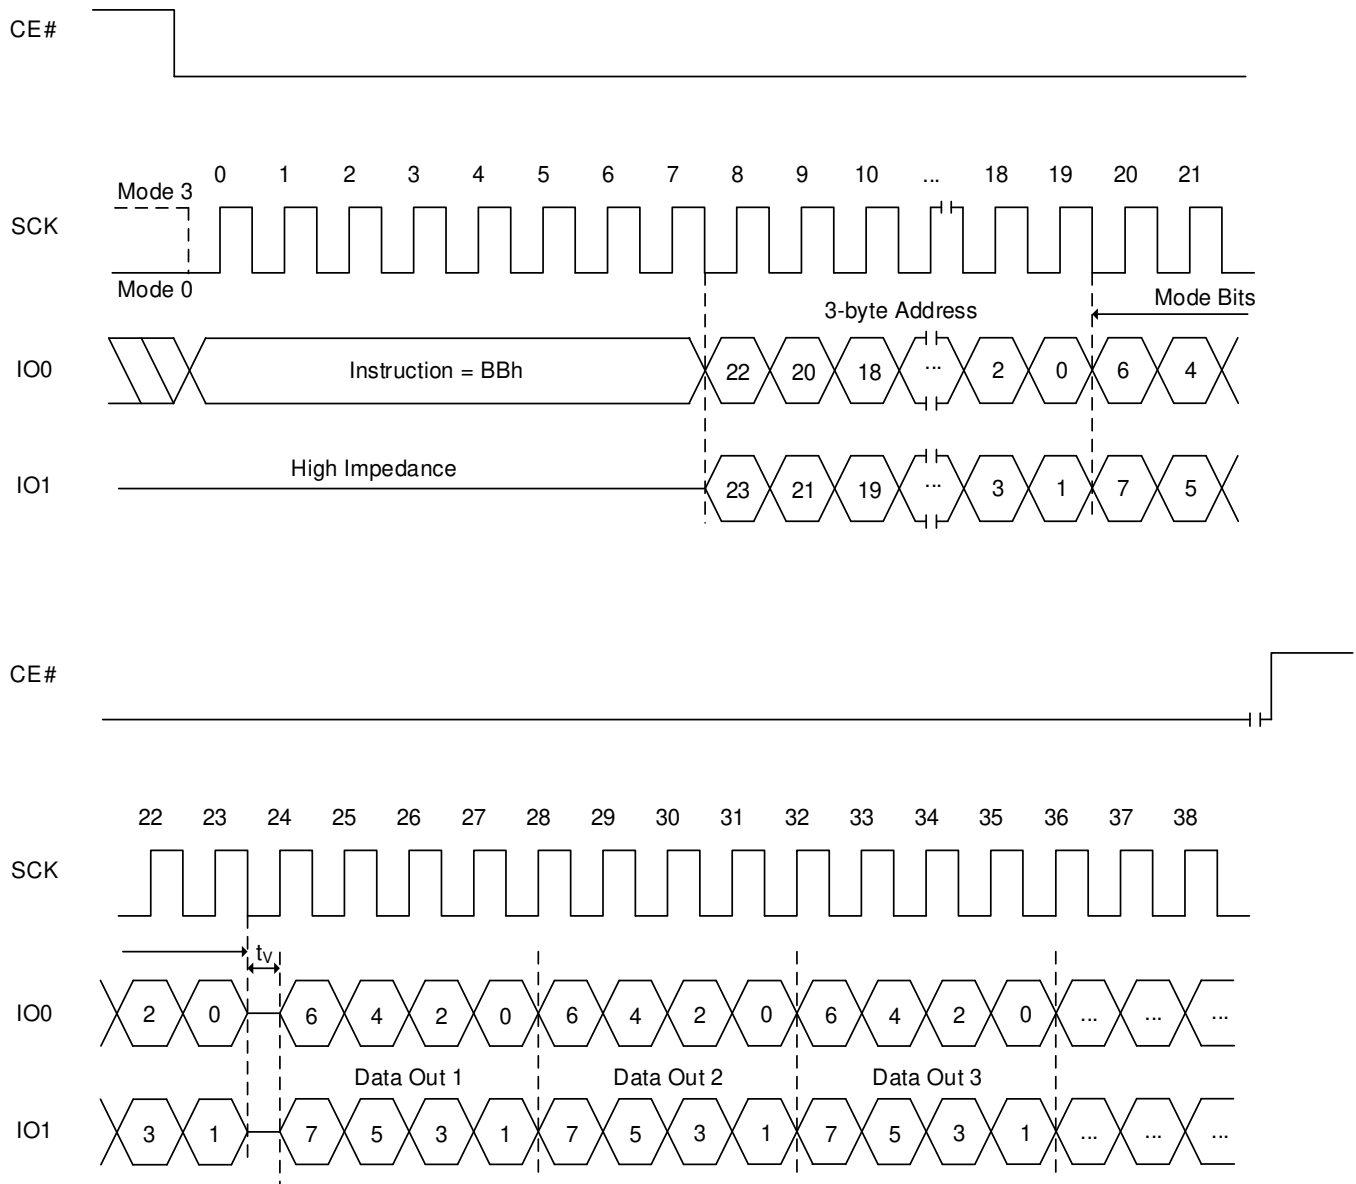 CE#
0 1 2 3 4 5 6 7 8 9 10 ... 18 19 20 21
Mode 3
SCK
Mode 0
3-byte Address
Mode Bits
IO0
Instruction = BBh
22 20 18 ... 2 0 6 4
High Impedance
IO1
23 21 19 ... 3 1 7 5
CE#
22 23 24 25 26 27 28 29 30 31 32 33 34 35 36 37 38
SCK
tV
IO0
2 0 6 4 2 0 6 4 2 0 6 4 2 0 ... ... ...
Data Out 1 Data Out 2 Data Out 3
IO1
3 1 7 5 3 1 7 5 3 1 7 5 3 1 ... ... ...